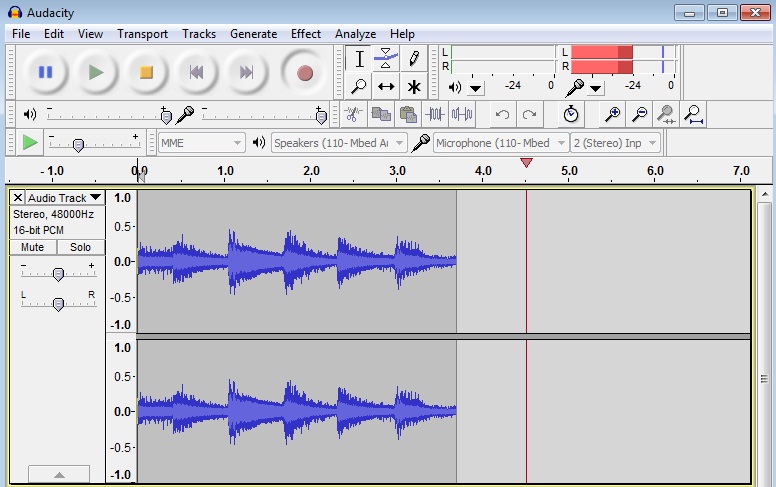 Audacity
File Edit View Transport Tracks Generate Effect Analyze Help
L
R
-24 0
L
R
-24 0
- +
- +
- +
MME
Speakers (110- Mbed Au
Microphone (110- Mbed
2 (Stereo) Inp
- 1.0 0.0 1.0 2.0 3.0 4.0 5.0 6.0 7.0
Audio Track
Stereo, 48000Hz
16-bit PCM
Mute Solo
- +
L R
1.0
0.5-
0.0-
-0.5-
-1.0
1.0
0.5-
0.0-
-0.5-
-1.0